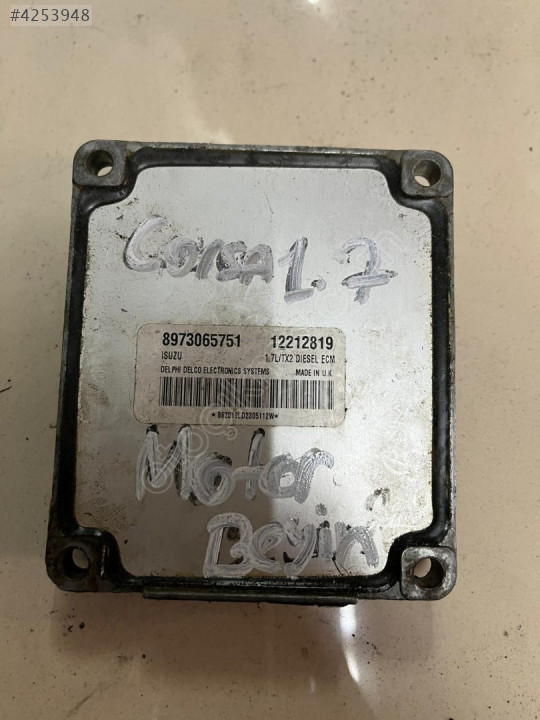 #4253948
Corsa 1.7
8973065751 12212819
ISUZU 1.7L/TX2 DIESEL ECM
DELPHI DELCO ELECTRONICS SYSTEMS MADE IN U.K
Motor
Beyin